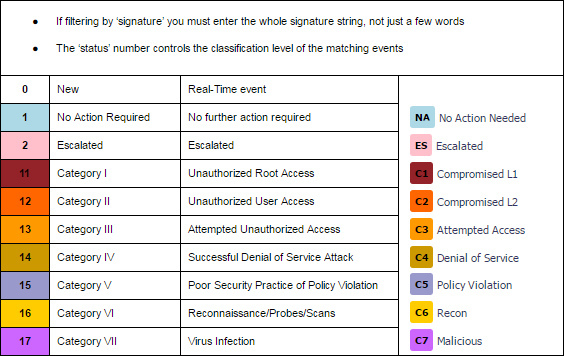 If filtering by ‘signature’ you must enter the whole signature string, not just a few words
The ‘status’ number controls the classification level of the matching events
0 New Real-Time event
1 No Action Required No further action required NA No Action Needed
2 Escalated Escalated ES Escalated
11 Category I Unauthorized Root Access C1 Compromised L1
12 Category II Unauthorized User Access C2 Compromised L2
13 Category III Attempted Unauthorized Access C3 Attempted Access
14 Category IV Successful Denial of Service Attack C4 Denial of Service
15 Category V Poor Security Practice of Policy Violation C5 Policy Violation
16 Category VI Reconnaissance/Probes/Scans C6 Recon
17 Category VII Virus Infection C7 Malicious